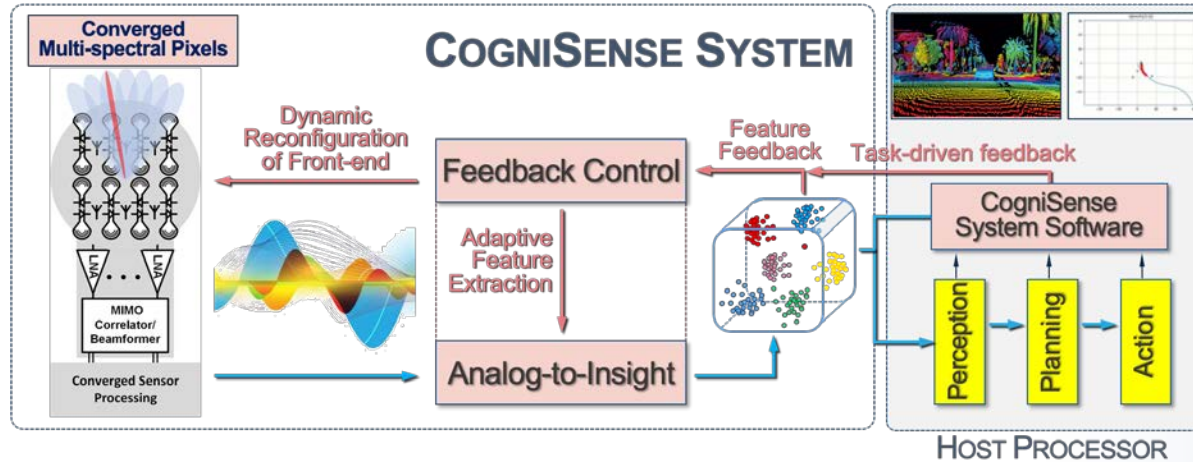 Converged
Multi-spectral Pixels
COGNISENSE SYSTEM
Dynamic
Reconfiguration
of Front-end
Feedback Control
Feature
Feedback
Task-driven feedback
CogniSense
System Software
Adaptive
Feature
Extraction
LNA
LNA
MIMO
Correlator/
Beamformer
Converged Sensor
Processing
Analog-to-Insight
Perception
Planning
Action
HOST PROCESSOR